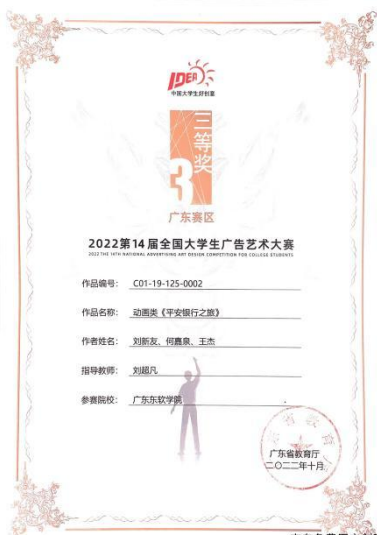 IDEA
中国大学生好创意
三等奖
3
广东赛区
2022第14届全国大学生广告艺术大赛
2022 THE 14TH NATIONAL ADVERTISING ART DESIGN COMPETITION FOR COLLEGE STUDENTS
作品编号: C01-19-125-0002
作品名称: 动画类《平安银行之旅》
作者姓名: 刘新友、何嘉泉、王杰
指导教师: 刘超凡
参赛院校: 广东东软学院
广东省教育厅
二〇二二年十月